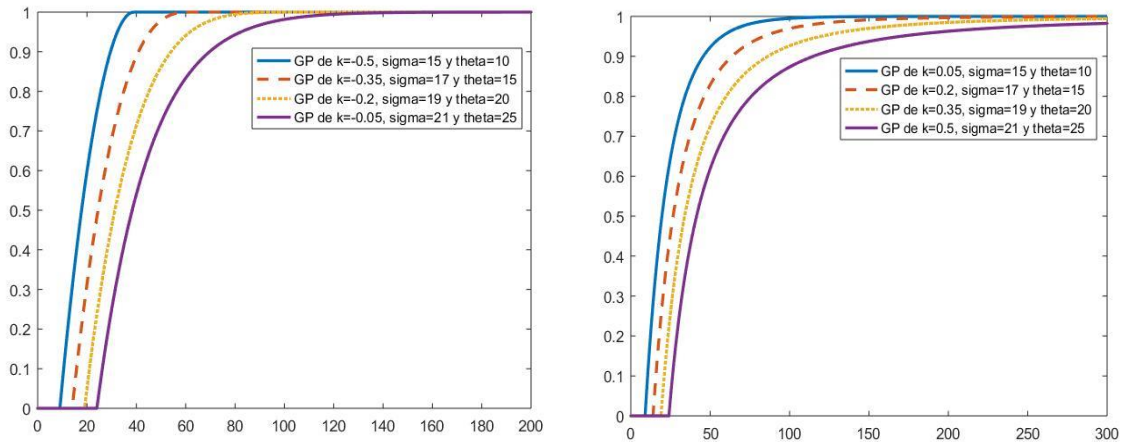 1
0.9
0.8
0.7
0.6
0.5
0.4
0.3
0.2
0.1
0
0 20 40 60 80 100 120 140 160 180 200
GP de k=-0.5, sigma=15 y theta=10
GP de k=-0.35, sigma=17 y theta=15
GP de k=-0.2, sigma=19 y theta=20
GP de k=-0.05, sigma=21 y theta=25
1
0.9
0.8
0.7
0.6
0.5
0.4
0.3
0.2
0.1
0
0 50 100 150 200 250 300
GP de k=0.05, sigma=15 y theta=10
GP de k=0.2, sigma=17 y theta=15
GP de k=0.35, sigma=19 y theta=20
GP de k=0.5, sigma=21 y theta=25